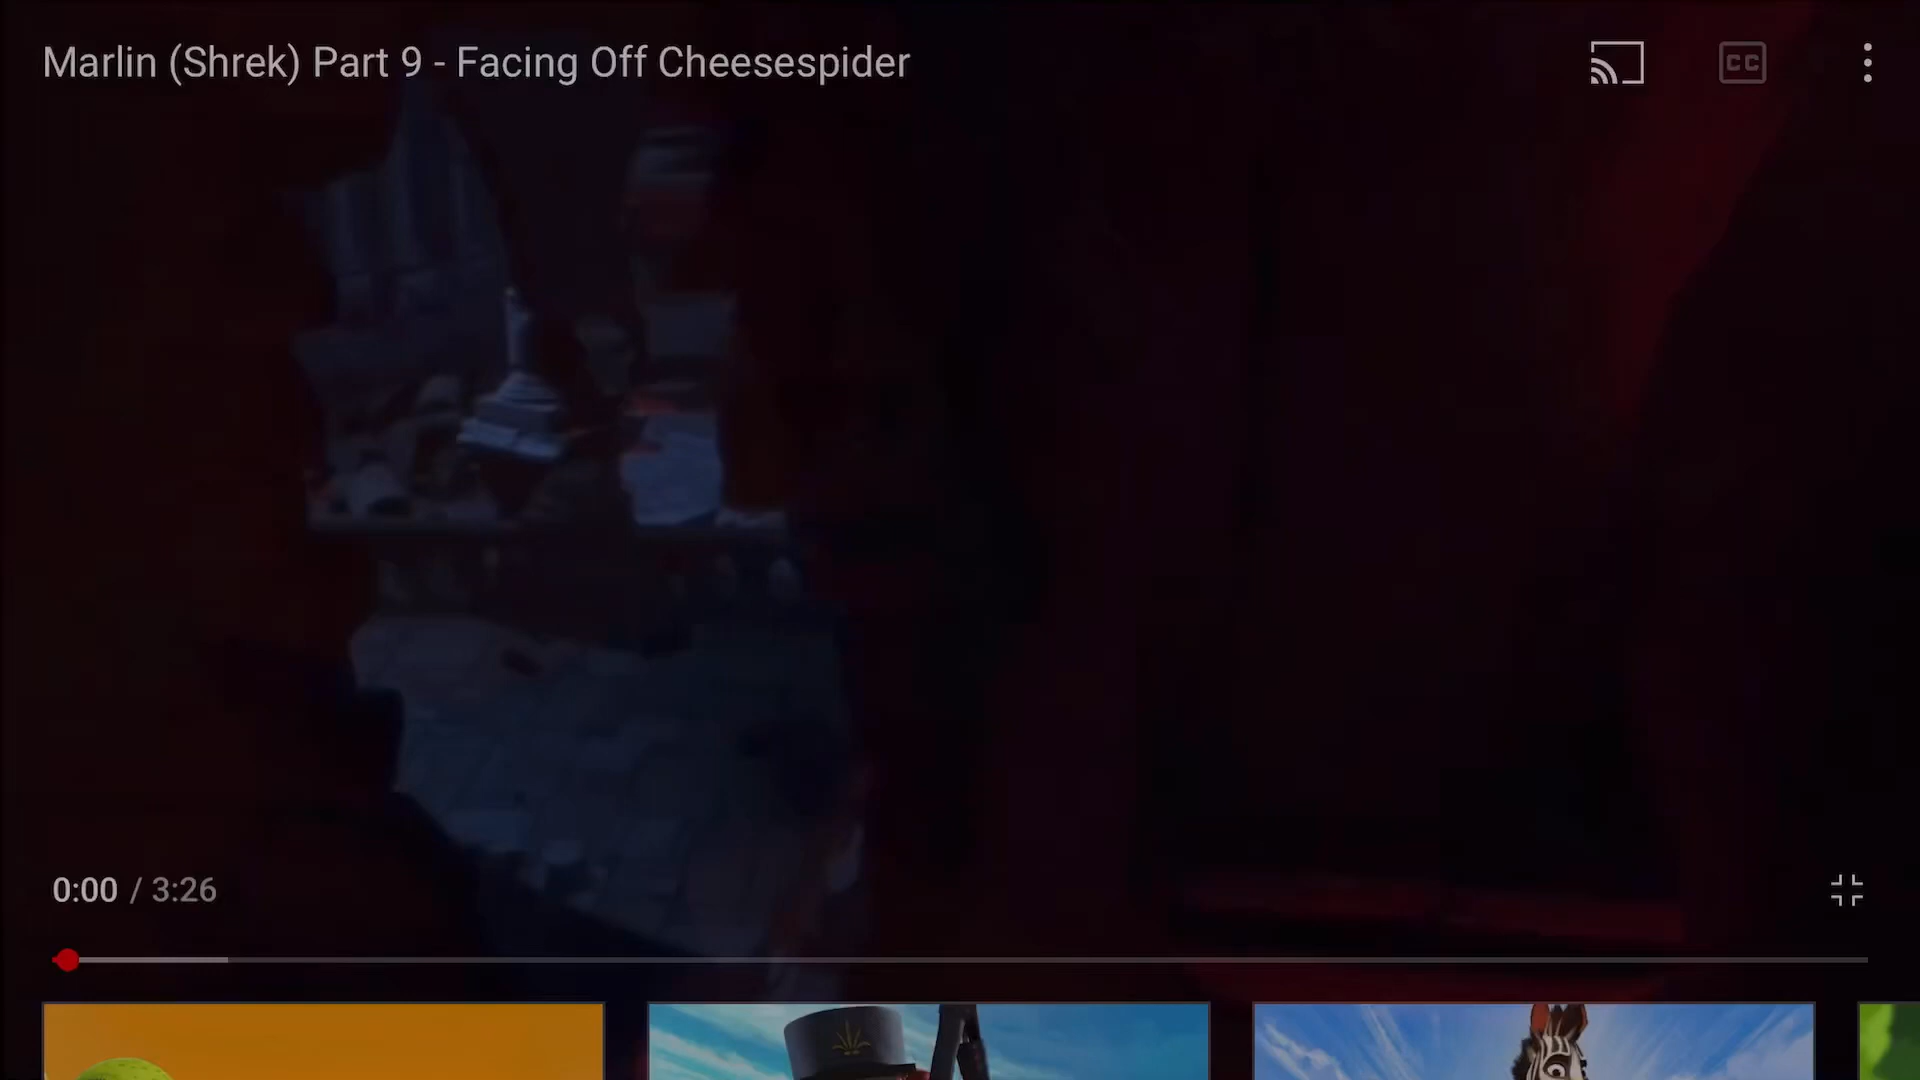 Marlin (Shrek) Part 9 - Facing Off Cheesespider
CC
0:00 / 3:26